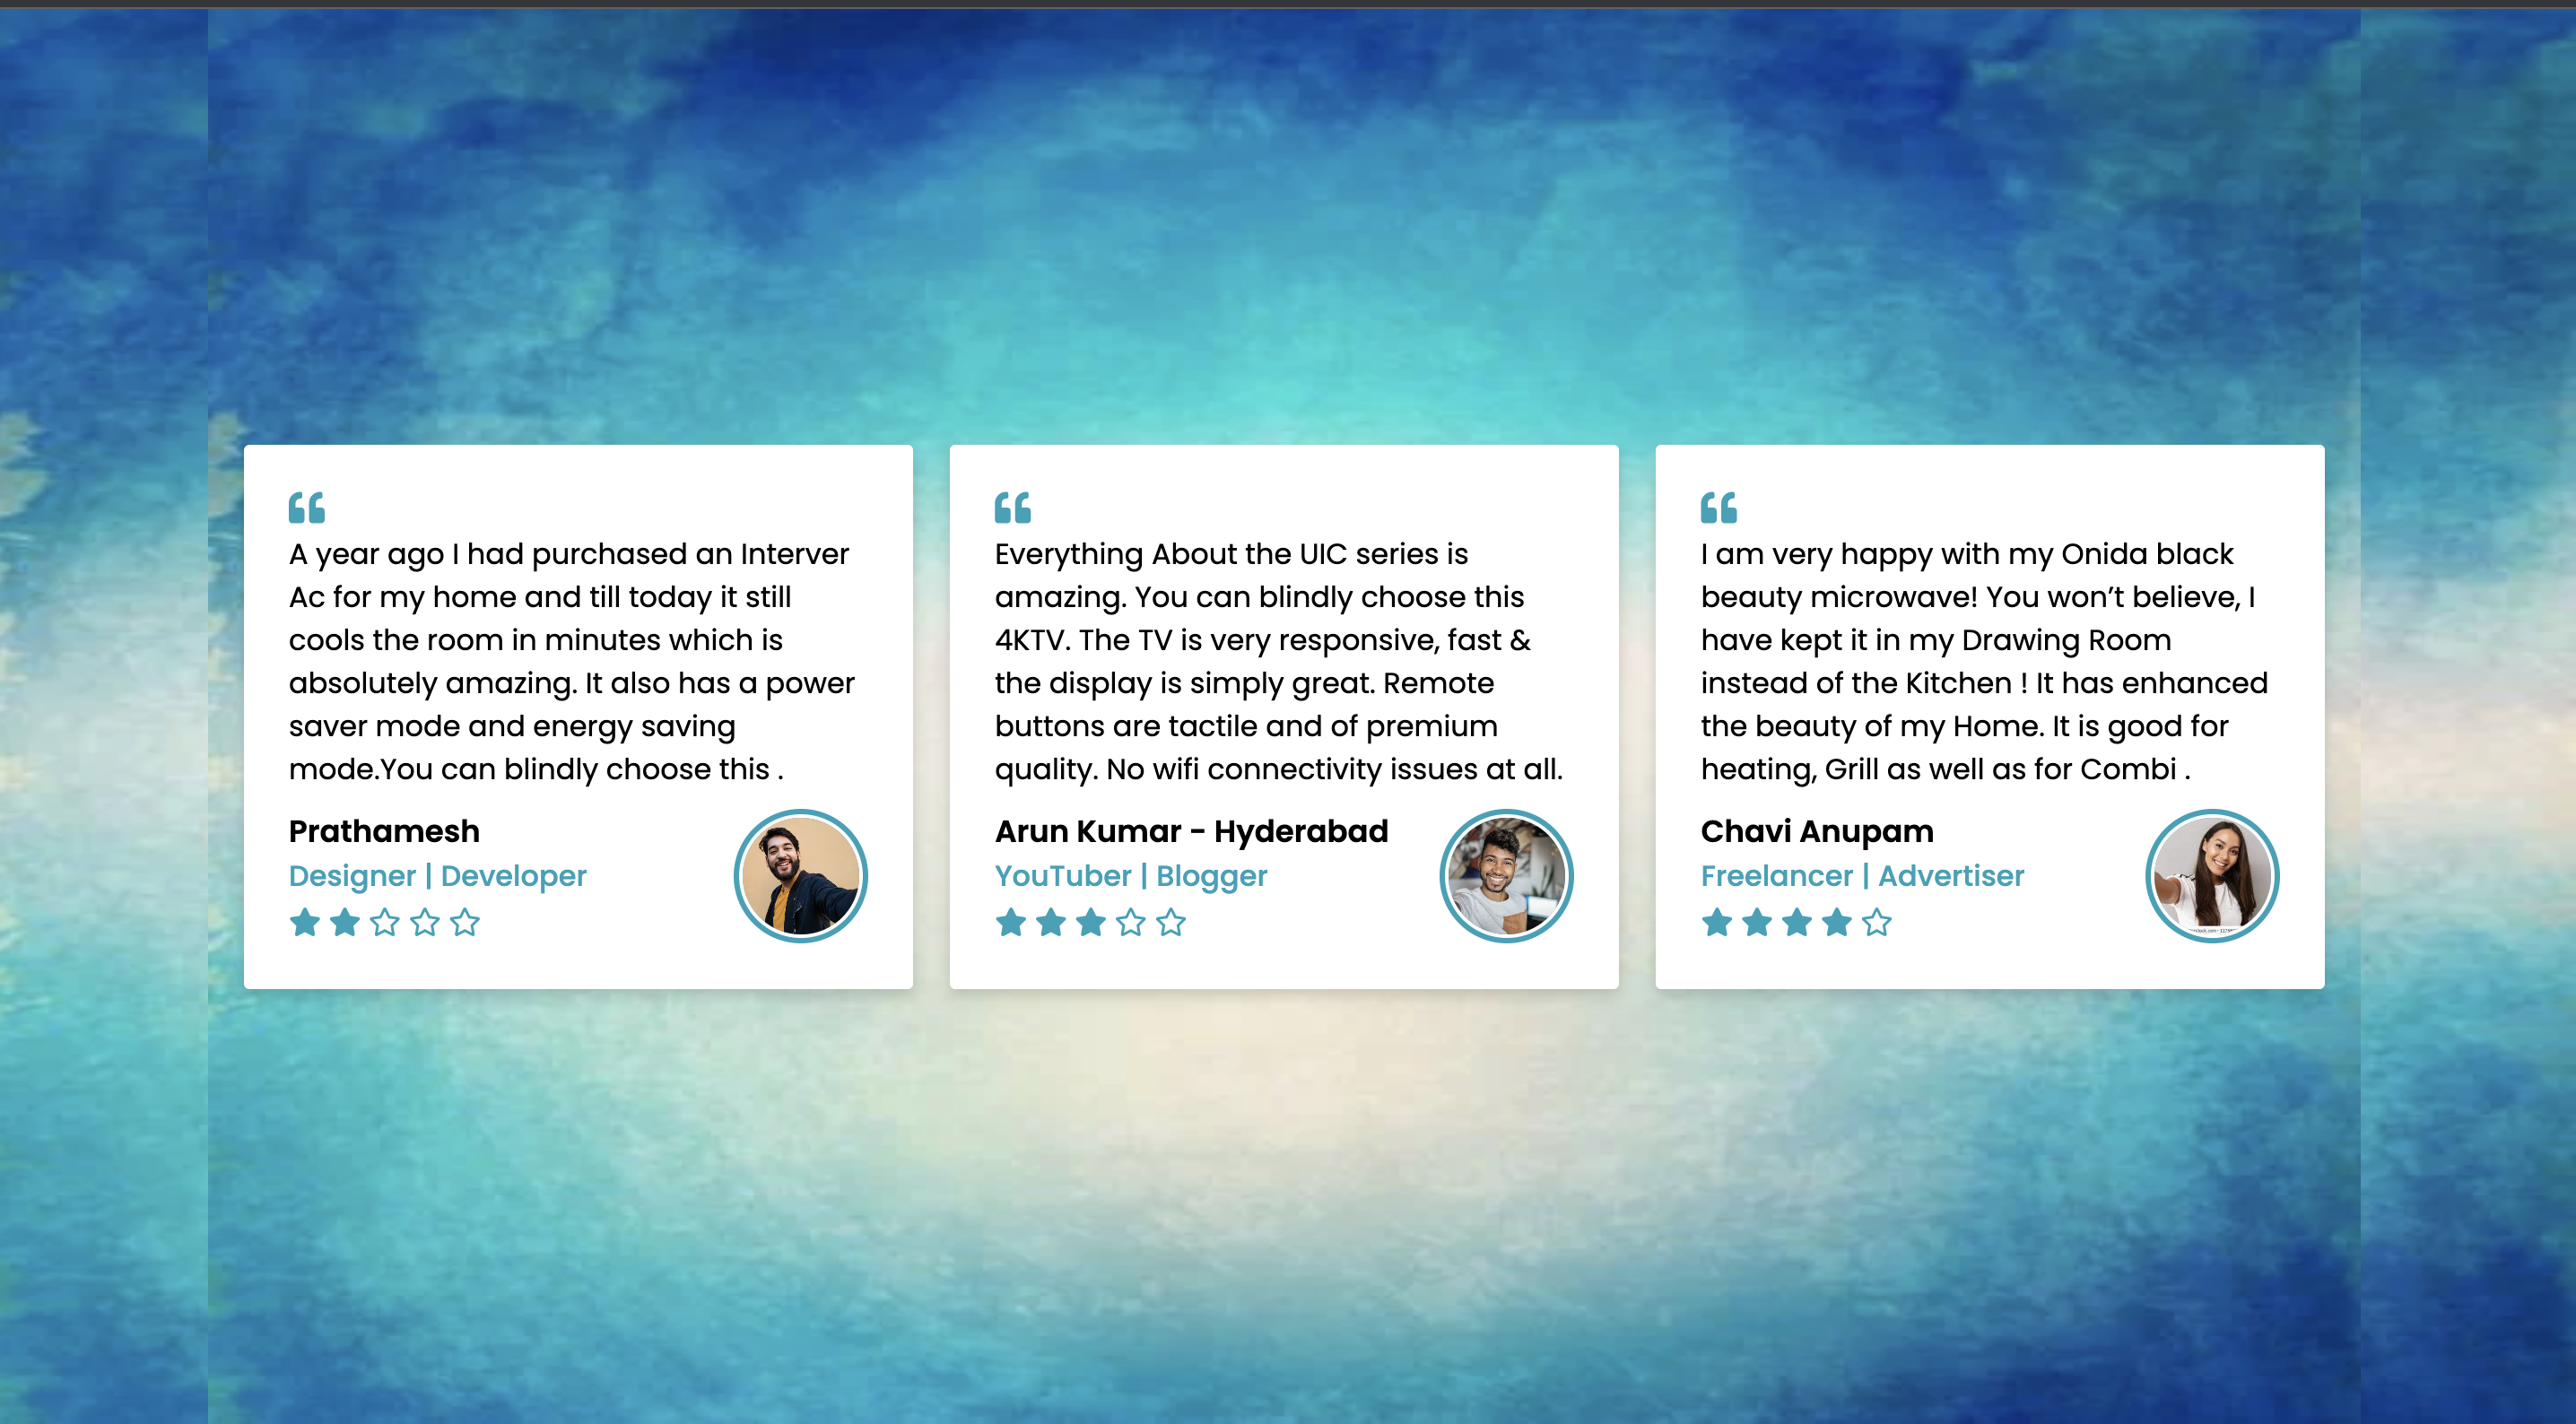 A year ago I had purchased an Interver
Ac for my home and till today it still
cools the room in minutes which is
absolutely amazing. It also has a power
saver mode and energy saving
mode.You can blindly choose this .
Prathamesh
Designer | Developer
Everything About the UIC series is
amazing. You can blindly choose this
4KTV. The TV is very responsive, fast &
the display is simply great. Remote
buttons are tactile and of premium
quality. No wifi connectivity issues at all.
Arun Kumar - Hyderabad
YouTuber | Blogger
I am very happy with my Onida black
beauty microwave! You won’t believe, I
have kept it in my Drawing Room
instead of the Kitchen ! It has enhanced
the beauty of my Home. It is good for
heating, Grill as well as for Combi .
Chavi Anupam
Freelancer | Advertiser